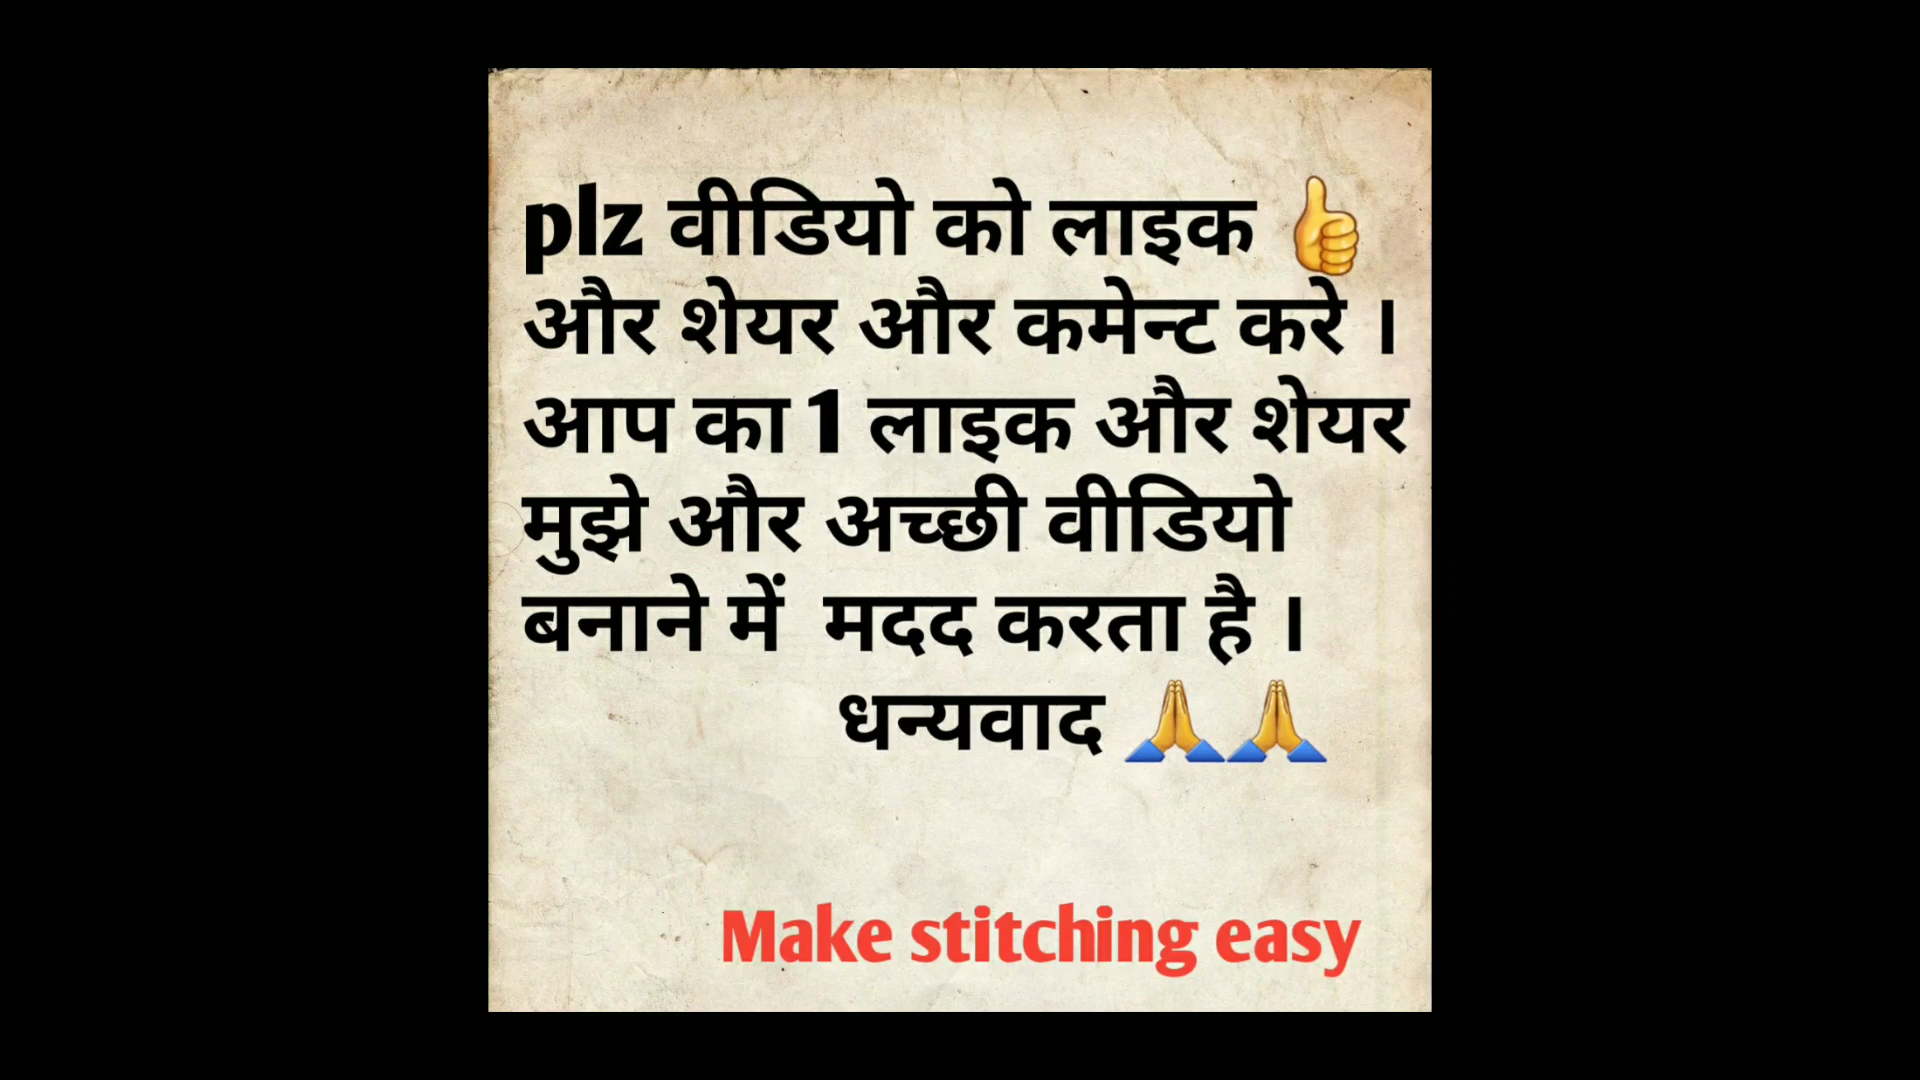 plz वीडियो को लाइक 👍
और शेयर और कमेन्ट करे ।
आप का 1 लाइक और शेयर
मुझे और अच्छी वीडियो
बनाने में मदद करता है ।
धन्यवाद 🙏🙏
Make stitching easy